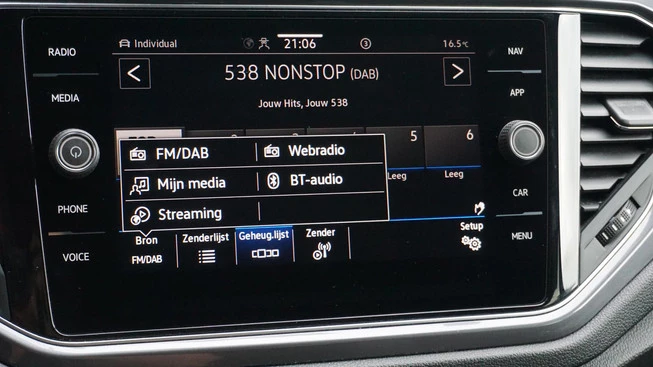 RADIO
MEDIA
PHONE
VOICE
Individual
21:06
3
16.5°C
538 NONSTOP (DAB)
Jouw Hits, Jouw 538
5
6
Leeg
Leeg
FM/DAB
Webradio
Mijn media
BT-audio
Streaming
Bron
FM/DAB
Zenderlijst
Geheug.lijst
Zender
Setup
NAV
APP
CAR
MENU